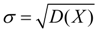 σ = √D(X)